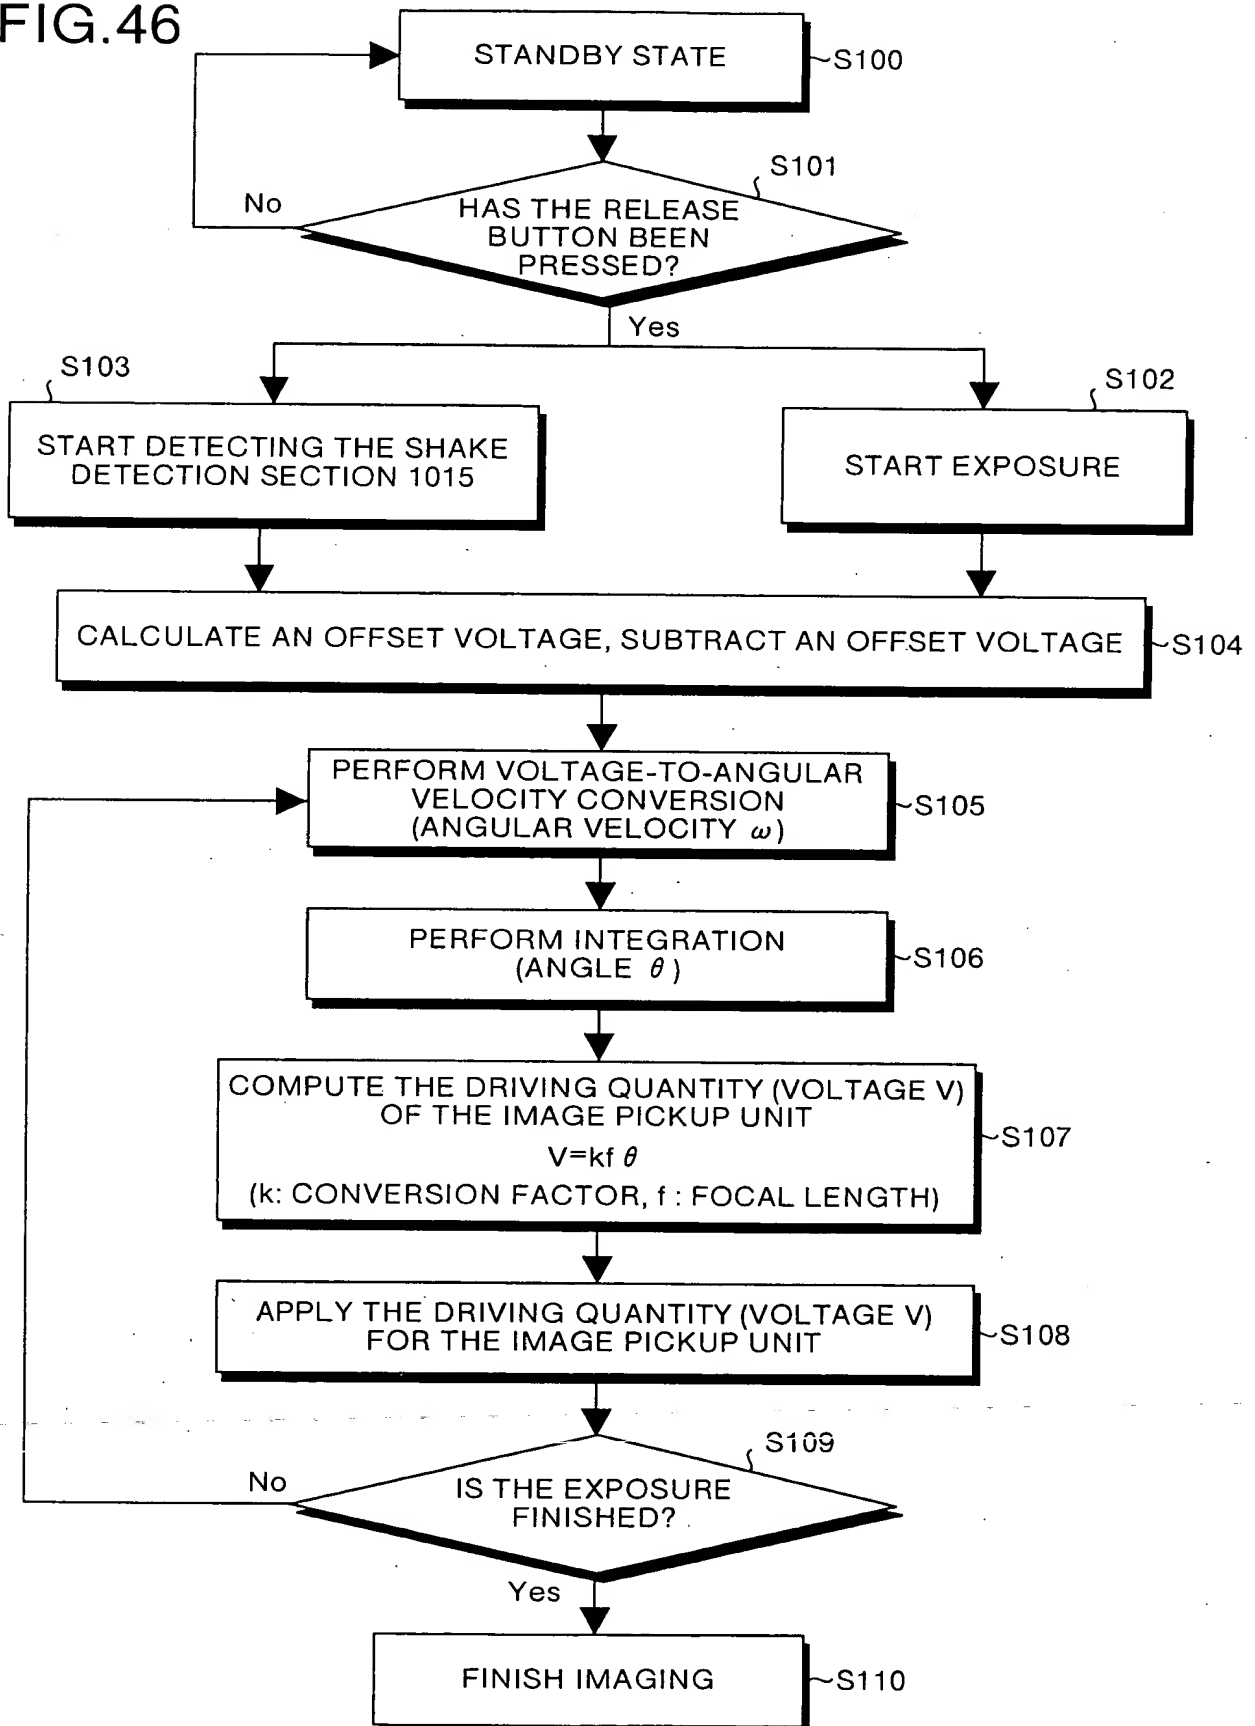 FIG.46
STANDBY STATE
S100
S101
HAS THE RELEASE
BUTTON BEEN
PRESSED?
No
Yes
S103
START DETECTING THE SHAKE
DETECTION SECTION 1015
S102
START EXPOSURE
CALCULATE AN OFFSET VOLTAGE, SUBTRACT AN OFFSET VOLTAGE
S104
PERFORM VOLTAGE-TO-ANGULAR
VELOCITY CONVERSION
(ANGULAR VELOCITY ω)
S105
PERFORM INTEGRATION
(ANGLE θ)
S106
COMPUTE THE DRIVING QUANTITY (VOLTAGE V)
OF THE IMAGE PICKUP UNIT
V=kf θ
(k: CONVERSION FACTOR, f : FOCAL LENGTH)
S107
APPLY THE DRIVING QUANTITY (VOLTAGE V)
FOR THE IMAGE PICKUP UNIT
S108
S109
IS THE EXPOSURE
FINISHED?
No
Yes
FINISH IMAGING
S110